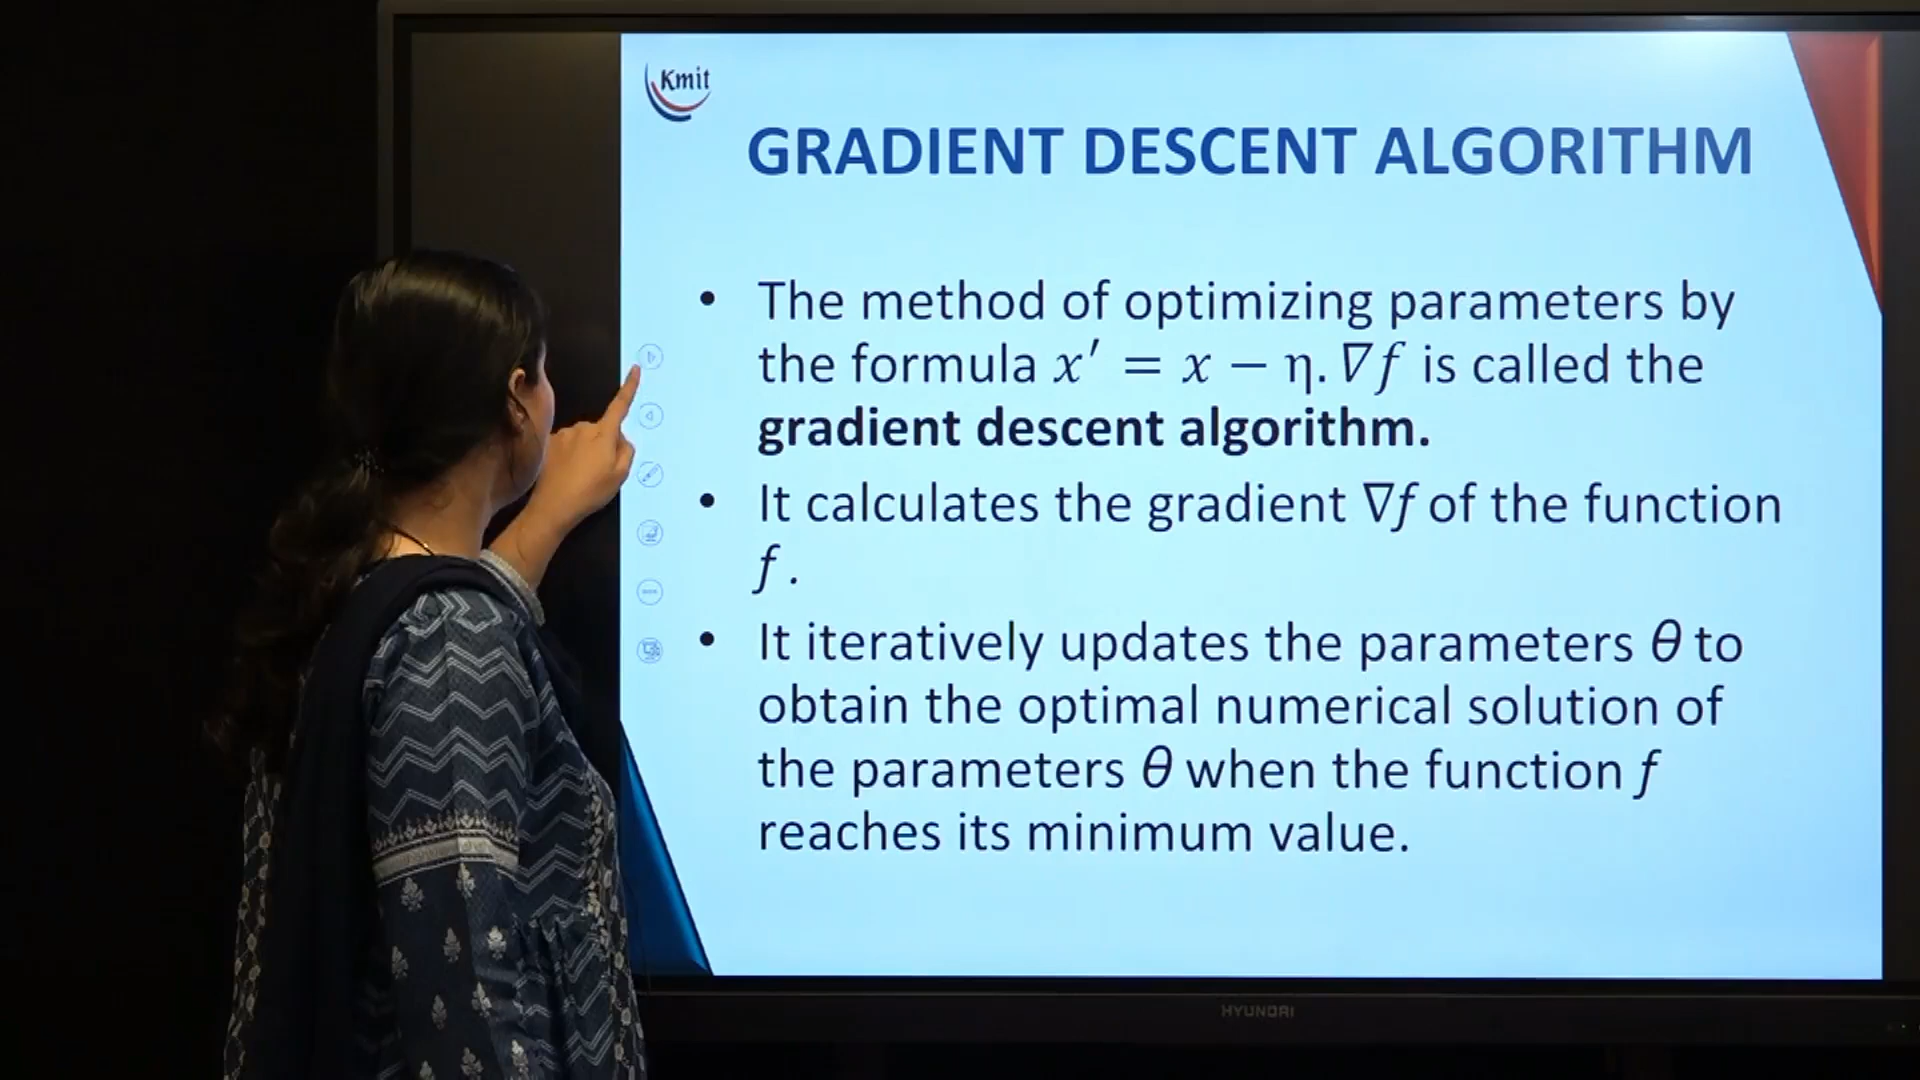 Kmit
GRADIENT DESCENT ALGORITHM
• The method of optimizing parameters by
the formula x′ = x − η. ∇f is called the
gradient descent algorithm.
• It calculates the gradient ∇f of the function
f .
• It iteratively updates the parameters θ to
obtain the optimal numerical solution of
the parameters θ when the function f
reaches its minimum value.
HYUNDAI